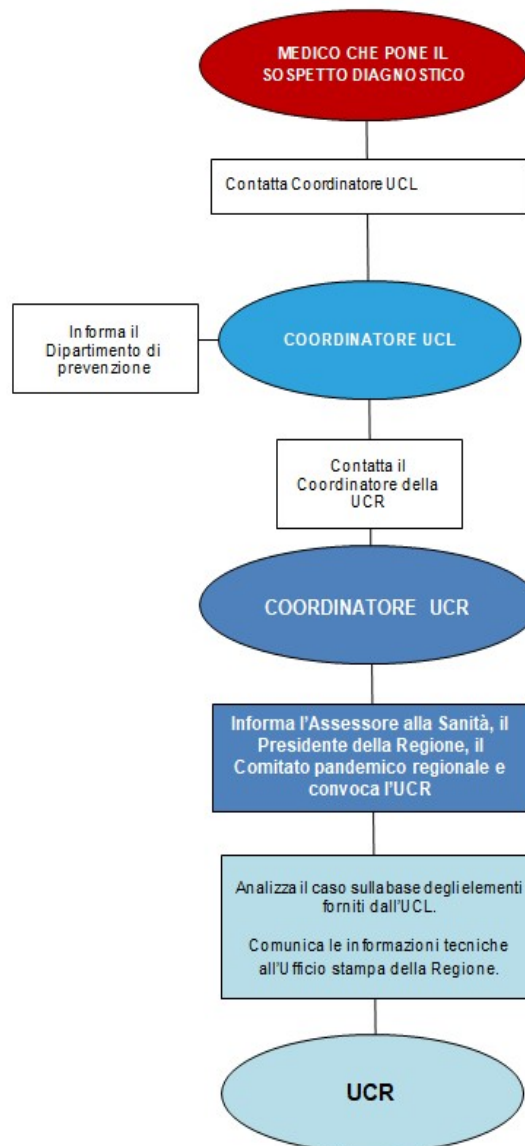 MEDICO CHE PONE IL
SOSPETTO DIAGNOSTICO
Contatta Coordinatore UCL
Informa il
Dipartimento di
prevenzione
COORDINATORE UCL
Contatta il
Coordinatore della
UCR
COORDINATORE UCR
Informa l'Assessore alla Sanità, il
Presidente della Regione, il
Comitato pandemico regionale e
convoca l'UCR
Analizza il caso sulla base degli elementi
forniti dall'UCL.
Comunica le informazioni tecniche
all'Ufficio stampa della Regione.
UCR